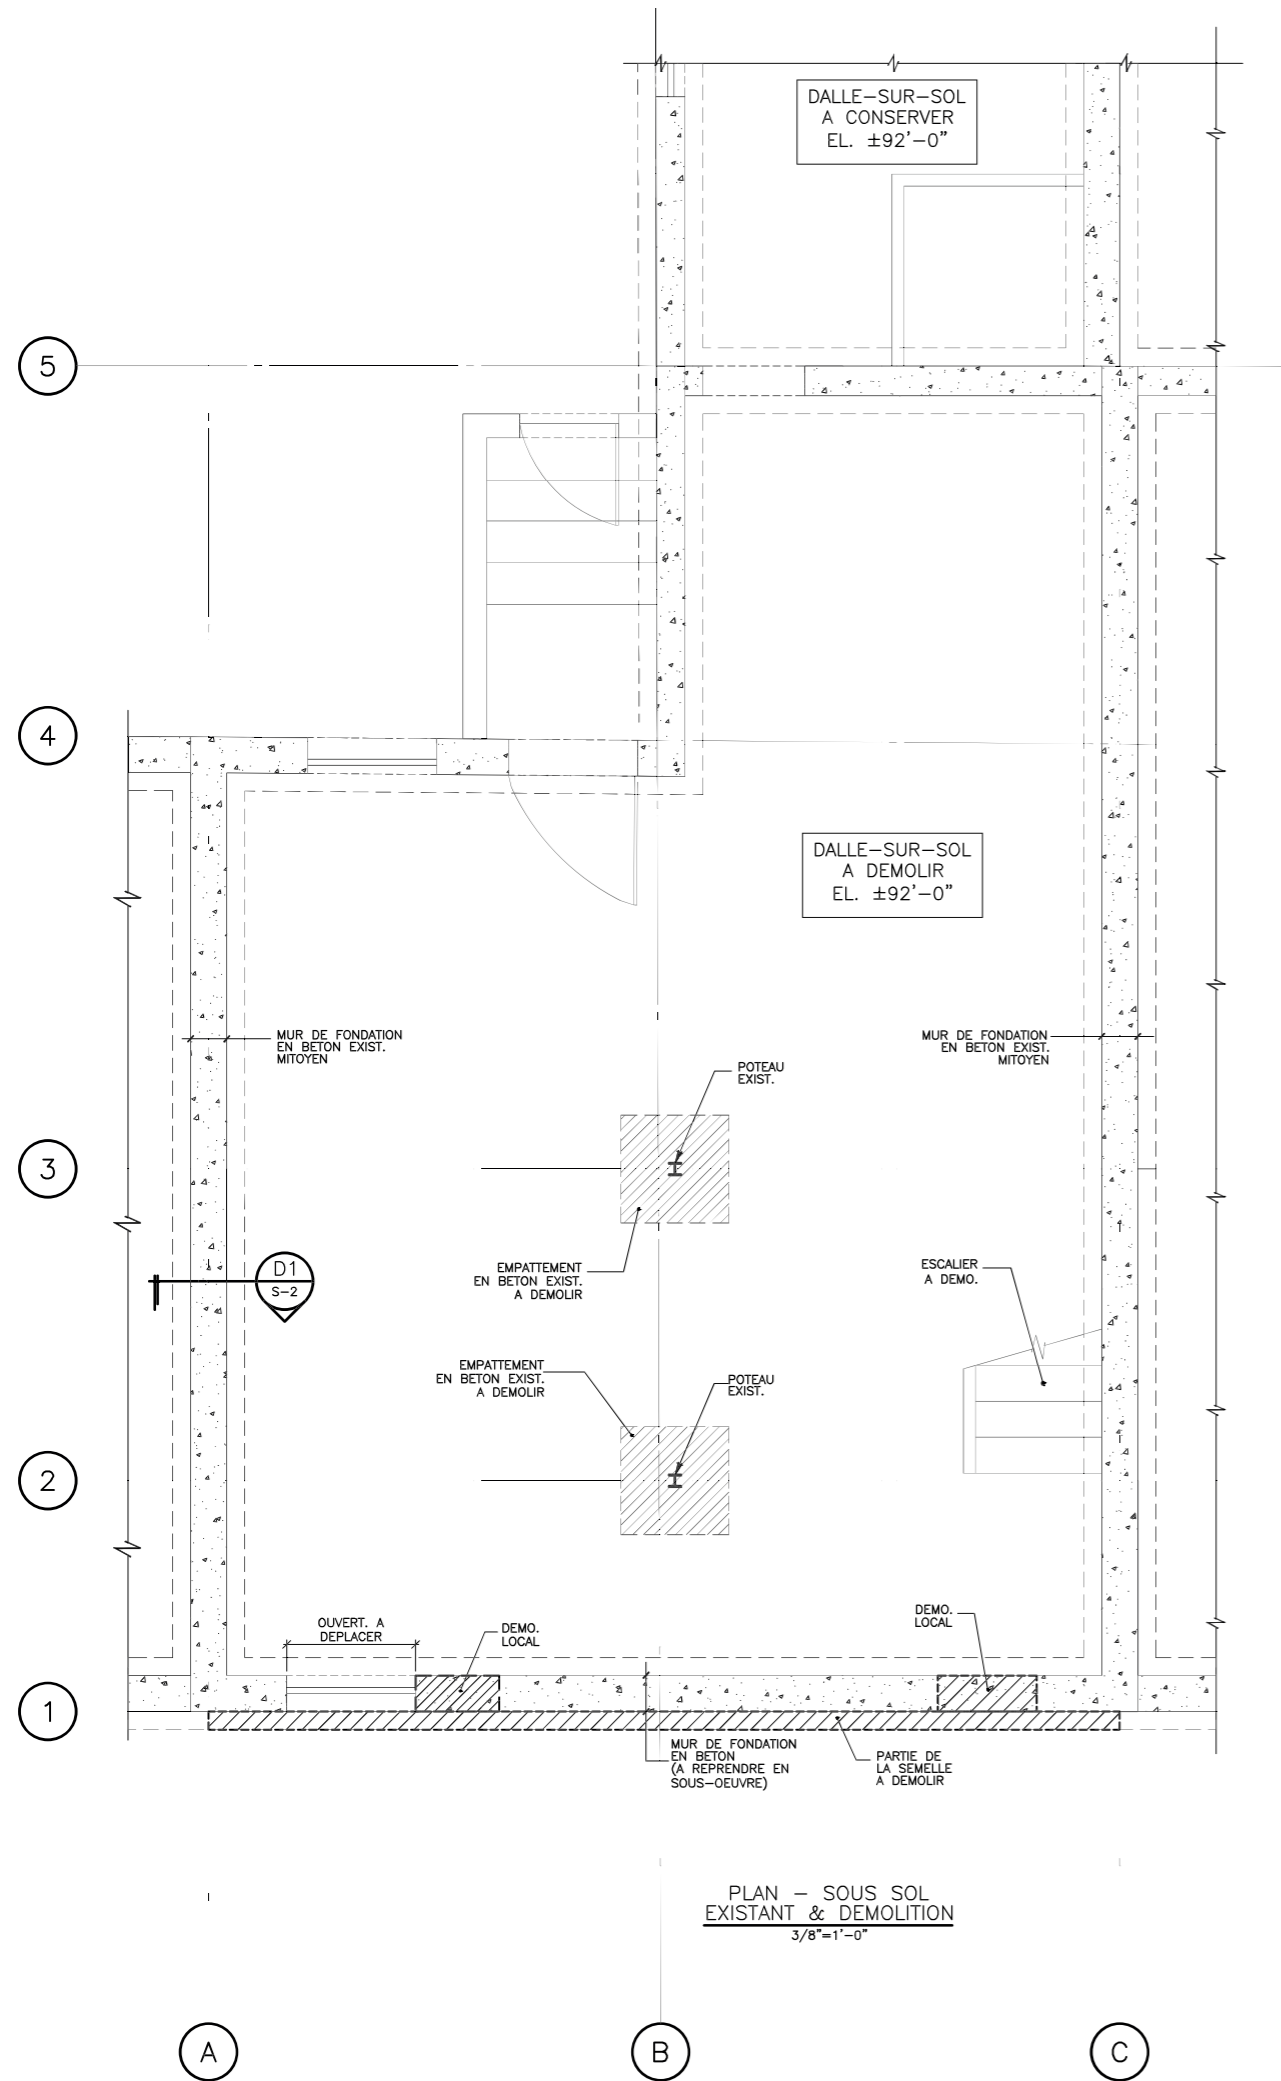 DALLE-SUR-SOL
A CONSERVER
EL. ±92'-0"
5
4
DALLE-SUR-SOL
A DEMOLIR
EL. ±92'-0"
MUR DE FONDATION
EN BETON EXIST.
MITOYEN
MUR DE FONDATION
EN BETON EXIST.
MITOYEN
POTEAU
EXIST.
3
EMPATTEMENT
EN BETON EXIST.
A DEMOLIR
D1
S-2
ESCALIER
A DEMO.
EMPATTEMENT
EN BETON EXIST.
A DEMOLIR
POTEAU
EXIST.
2
OUVERT. A
DEPLACER
DEMO.
LOCAL
DEMO.
LOCAL
1
MUR DE FONDATION
EN BETON
(A REPRENDRE EN
SOUS-OEUVRE)
PARTIE DE
LA SEMELLE
A DEMOLIR
PLAN - SOUS SOL
EXISTANT & DEMOLITION
3/8"=1'-0"
A
B
C